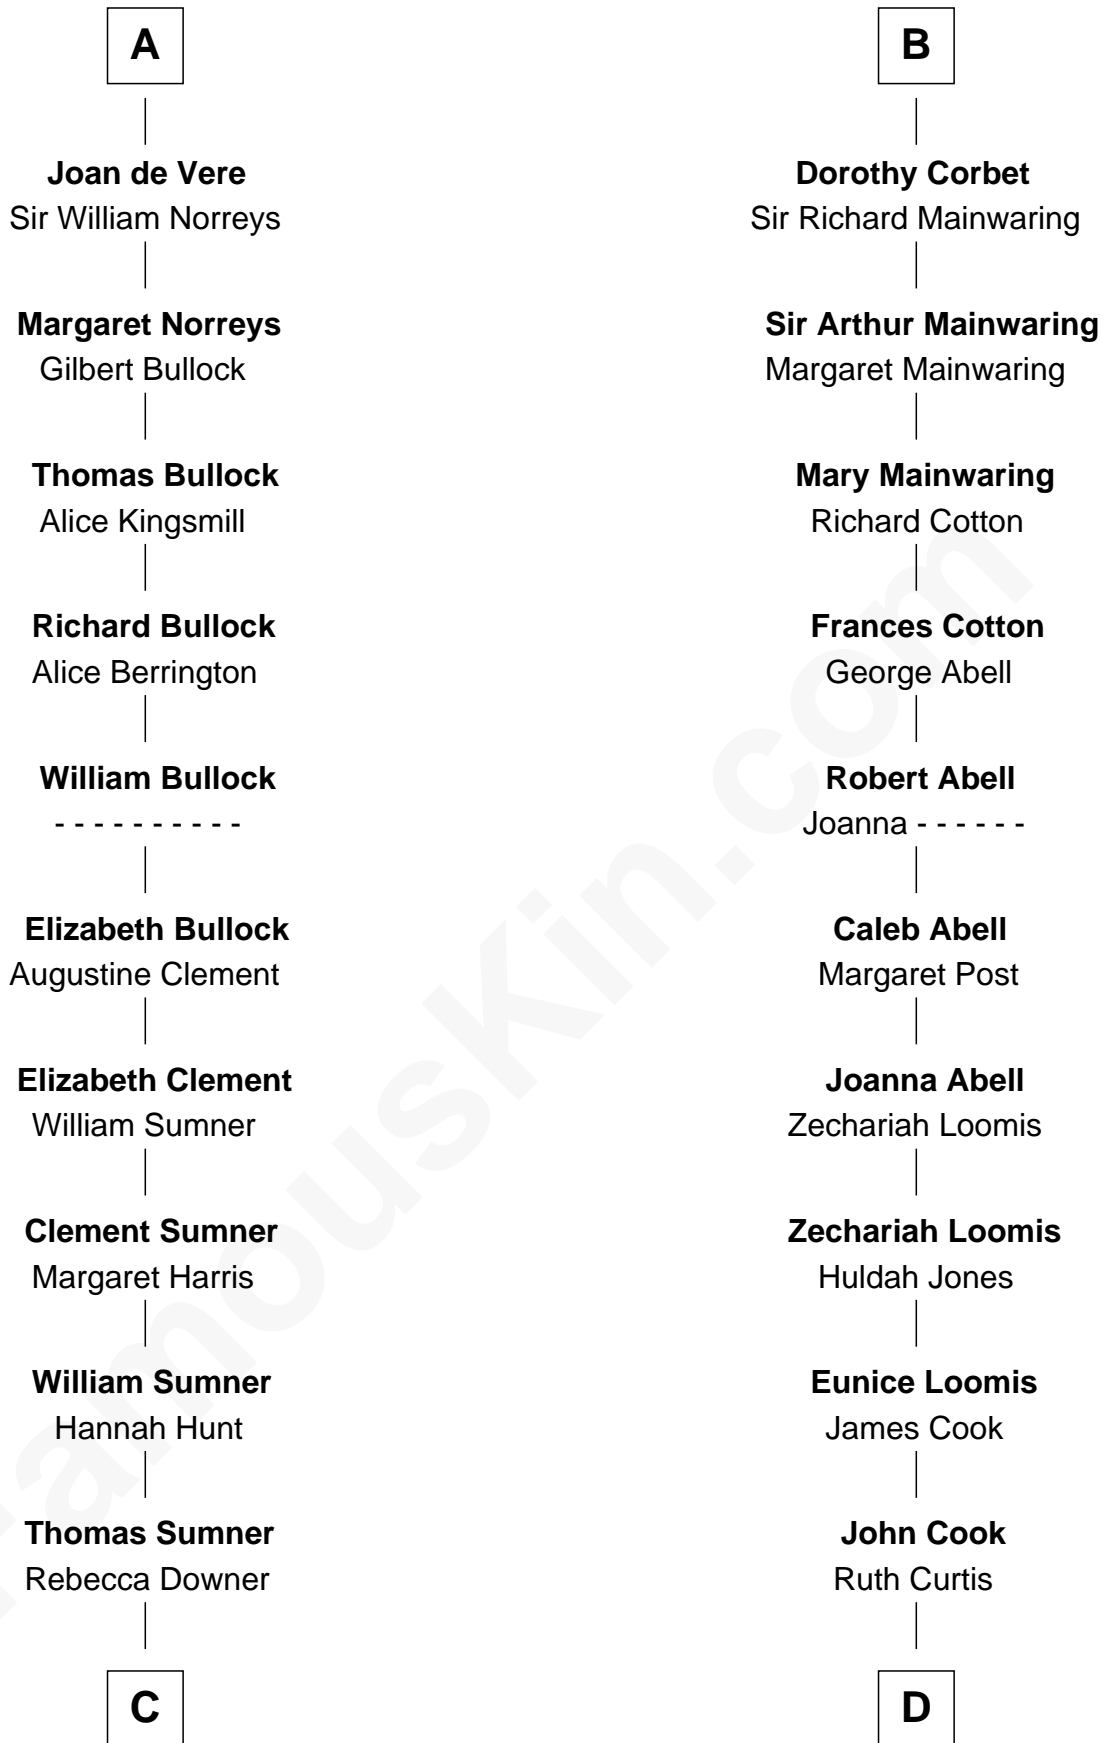 A
Joan de Vere
Sir William Norreys
Margaret Norreys
Gilbert Bullock
Thomas Bullock
Alice Kingsmill
Richard Bullock
Alice Berrington
William Bullock
- - - - - - - - - -
Elizabeth Bullock
Augustine Clement
Elizabeth Clement
William Sumner
Clement Sumner
Margaret Harris
William Sumner
Hannah Hunt
Thomas Sumner
Rebecca Downer
C
B
Dorothy Corbet
Sir Richard Mainwaring
Sir Arthur Mainwaring
Margaret Mainwaring
Mary Mainwaring
Richard Cotton
Frances Cotton
George Abell
Robert Abell
Joanna - - - - - -
Caleb Abell
Margaret Post
Joanna Abell
Zechariah Loomis
Zechariah Loomis
Huldah Jones
Eunice Loomis
James Cook
John Cook
Ruth Curtis
D
FamousKin.com